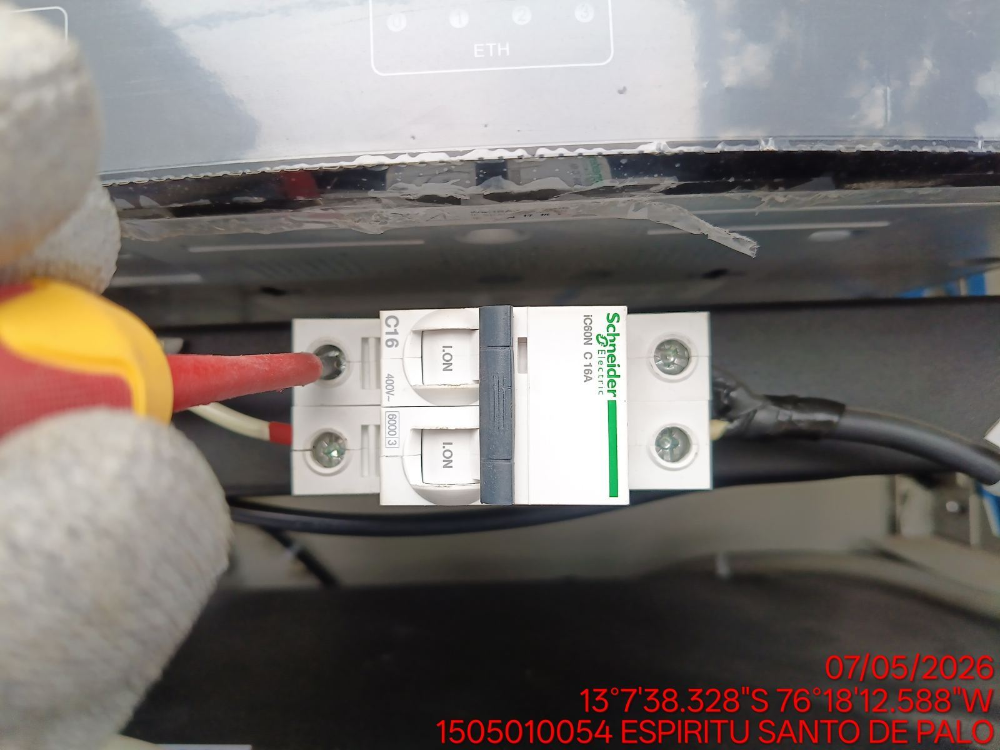 0 1 2 3
ETH
C16
400V~
6000 3
I.ON
I.ON
Schneider
Electric
iC60N C 16A
07/05/2026
13°7'38.328"S 76°18'12.588"W
1505010054 ESPIRITU SANTO DE PALO